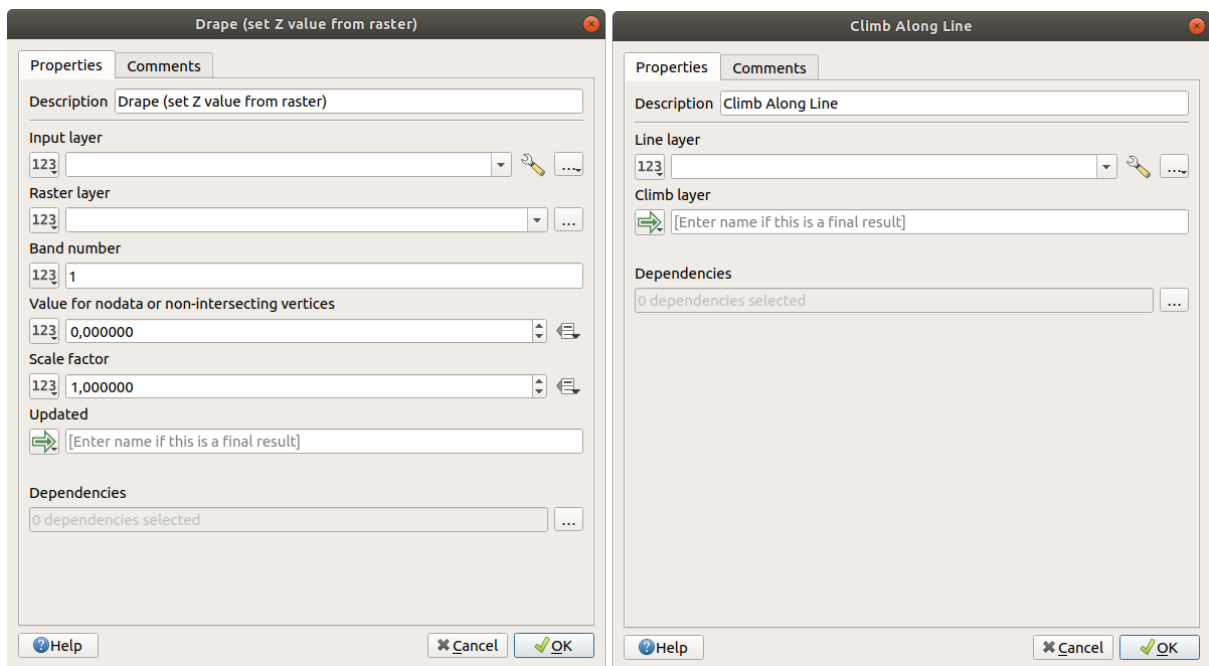 Drape (set Z value from raster)
Properties Comments
Description Drape (set Z value from raster)
Input layer
123 ...
Raster layer
123 ...
Band number
123 1
Value for nodata or non-intersecting vertices
123 0,000000
Scale factor
123 1,000000
Updated
[Enter name if this is a final result]
Dependencies
0 dependencies selected ...
Help Cancel OK
Climb Along Line
Properties Comments
Description Climb Along Line
Line layer
123 ...
Climb layer
[Enter name if this is a final result]
Dependencies
0 dependencies selected ...
Help Cancel OK